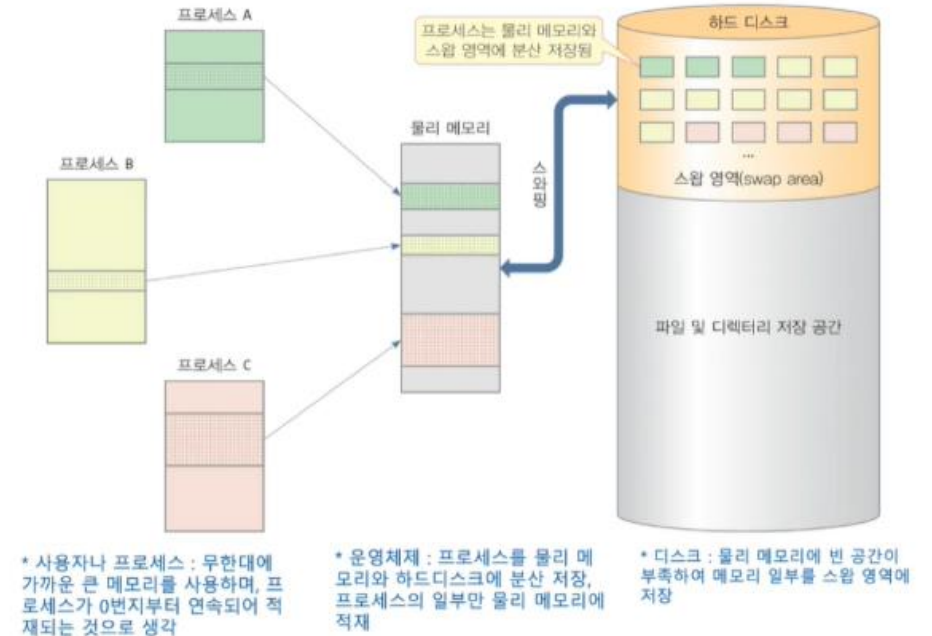 프로세스 A
하드 디스크
프로세스는 물리 메모리와
스왑 영역에 분산 저장됨
물리 메모리
프로세스 B
스와핑
...
스왑 영역(swap area)
파일 및 디렉터리 저장 공간
프로세스 C
* 사용자나 프로세스 : 무한대에
가까운 큰 메모리를 사용하며, 프
로세스가 0번지부터 연속되어 적
재되는 것으로 생각
* 운영체제 : 프로세스를 물리 메
모리와 하드디스크에 분산 저장,
프로세스의 일부만 물리 메모리에
적재
* 디스크 : 물리 메모리에 빈 공간이
부족하여 메모리 일부를 스왑 영역에
저장